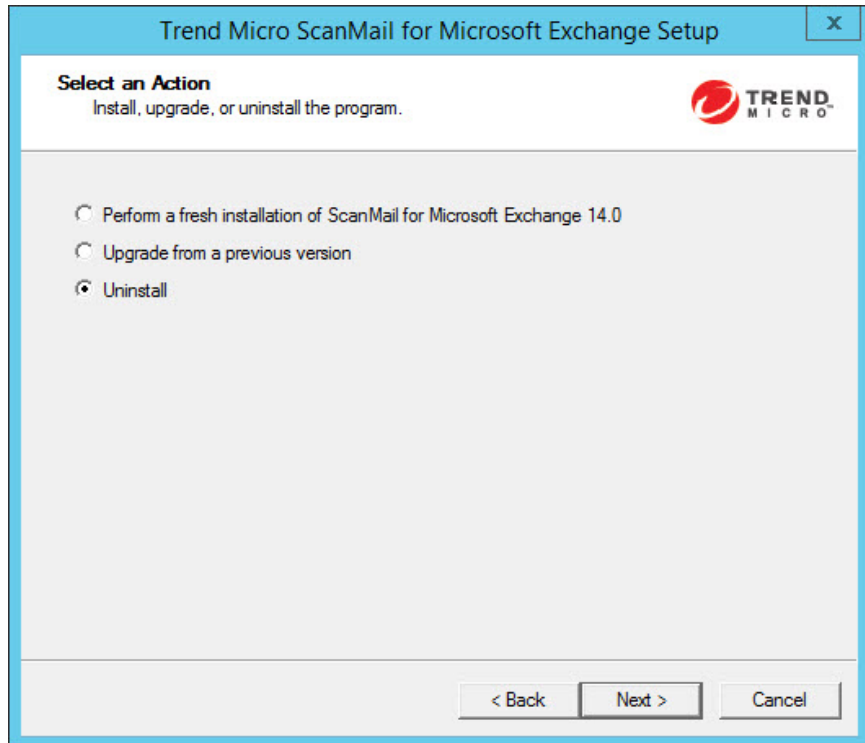 Trend Micro ScanMail for Microsoft Exchange Setup
x
Select an Action
Install, upgrade, or uninstall the program.
TREND
MICRO™
Perform a fresh installation of ScanMail for Microsoft Exchange 14.0
Upgrade from a previous version
Uninstall
< Back
Next >
Cancel